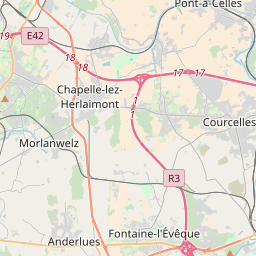 Pont-à-Celles
19
E42
18
18
17
17
Chapelle-lez-
Herlaimont
1
1
Courcelles
Morlanwelz
R3
Fontaine-l'Évêque
Anderlues